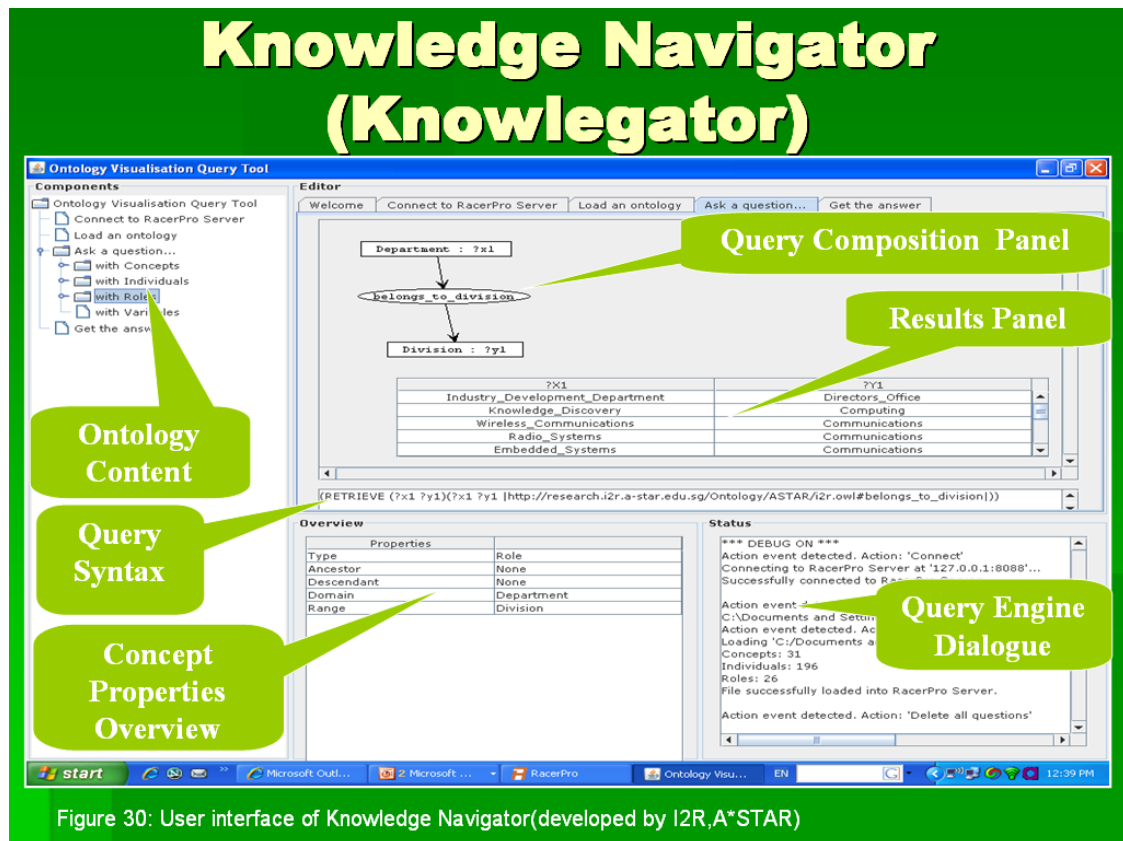 Knowledge Navigator
(Knowlegator)
Ontology Visualisation Query Tool
Components
Ontology Visualisation Query Tool
Connect to RacerPro Server
Load an ontology
Ask a question...
with Concepts
with Individuals
with Roles
with Variables
Get the
Ontology
Content
Editor
Welcome
Connect to RacerPro Server
Load an ontology
Ask a question...
Get the answer
Department : ?x1
belongs_to_division
Division : ?y1
Query Composition Panel
Results Panel
?X1 ?Y1
Industry_Development_Department Directors_Office
Knowledge_Discovery Computing
Wireless_Communications Communications
Radio_Systems Communications
Embedded_Systems Communications
(RETRIEVE (?x1 ?y1)(?x1 ?y1 |http://research.i2r.a-star.edu.sg/Ontology/ASTAR/i2r.owl#belongs_to_division|))
Query
Syntax
Overview
Properties
Type Role
Ancestor None
Descendant None
Domain Department
Range Division
Concept
Properties
Overview
Status
*** DEBUG ON ***
Action event detected. Action: 'Connect'
Connecting to RacerPro Server at '127.0.0.1:8088'...
Successfully connected to
Action event
C:\Documents and
Action event detected.
Loading 'C:/Documents
Concepts: 31
Individuals: 196
Roles: 26
File successfully loaded into RacerPro Server.
Action event detected. Action: 'Delete all questions'
Query Engine
Dialogue
start
Microsoft Outl...
2 Microsoft ...
RacerPro
Ontology Visu...
EN
G
12:39 PM
Figure 30: User interface of Knowledge Navigator(developed by I2R,A*STAR)